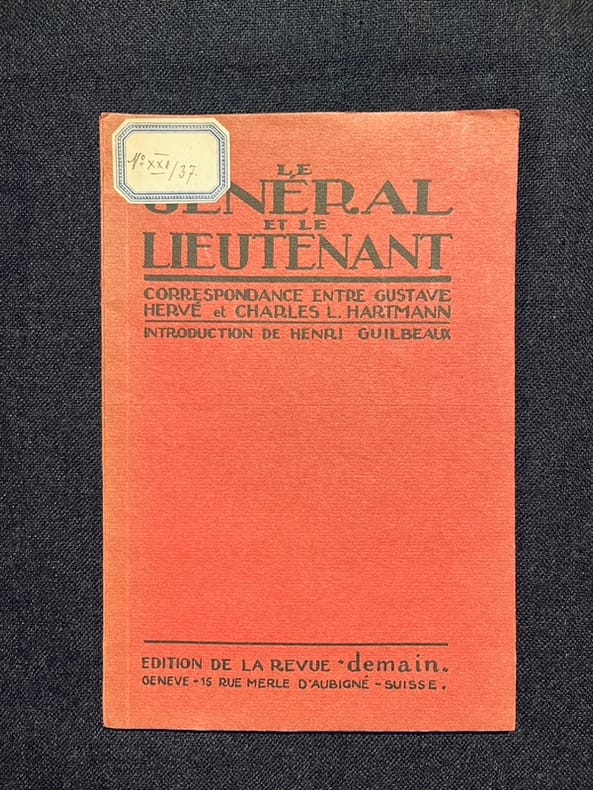 N° XXI/37.
LE
GÉNÉRAL
ET LE
LIEUTENANT
CORRESPONDANCE ENTRE GUSTAVE
HERVÉ et CHARLES L. HARTMANN
INTRODUCTION DE HENRI GUILBEAUX
EDITION DE LA REVUE "demain„
GENEVE - 15 RUE MERLE D'AUBIGNÉ - SUISSE.